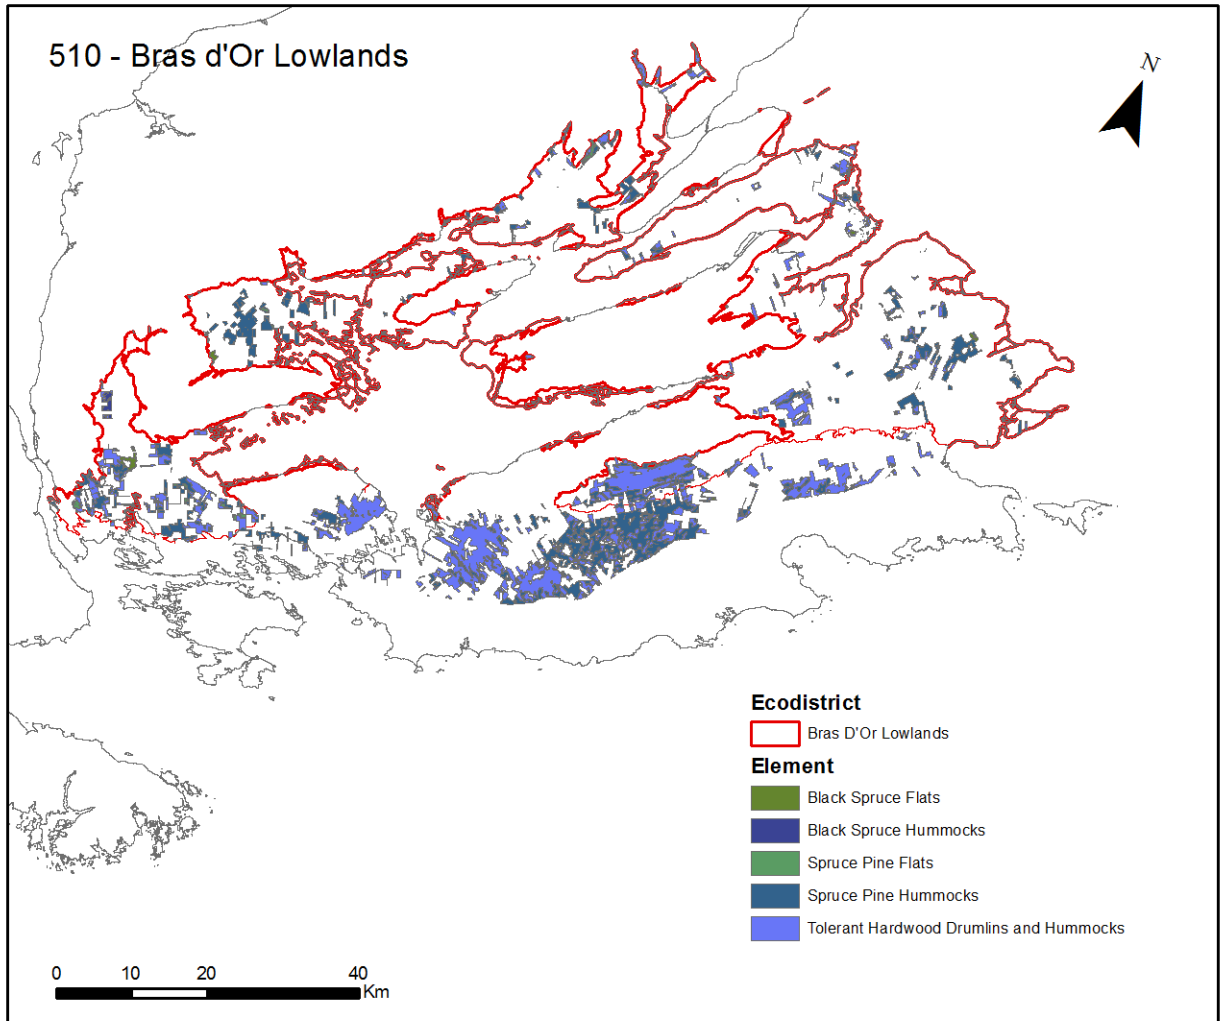 510 - Bras d'Or Lowlands
N
Ecodistrict
Bras D'Or Lowlands
Element
Black Spruce Flats
Black Spruce Hummocks
Spruce Pine Flats
Spruce Pine Hummocks
Tolerant Hardwood Drumlins and Hummocks
0 10 20 40
Km